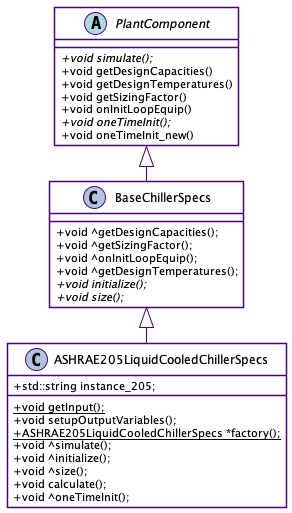 A PlantComponent
+void simulate();
+void getDesignCapacities()
+void getDesignTemperatures()
+void getSizingFactor()
+void onInitLoopEquip()
+void oneTimeInit();
+void oneTimeInit_new()
C BaseChillerSpecs
+void ^getDesignCapacities();
+void ^getSizingFactor();
+void ^onInitLoopEquip();
+void ^getDesignTemperatures();
+void initialize();
+void size();
C ASHRAE205LiquidCooledChillerSpecs
+std::string instance_205;
+void getInput();
+void setupOutputVariables();
+ASHRAE205LiquidCooledChillerSpecs *factory();
+void ^simulate();
+void ^initialize();
+void ^size();
+void calculate();
+void ^oneTimeInit();